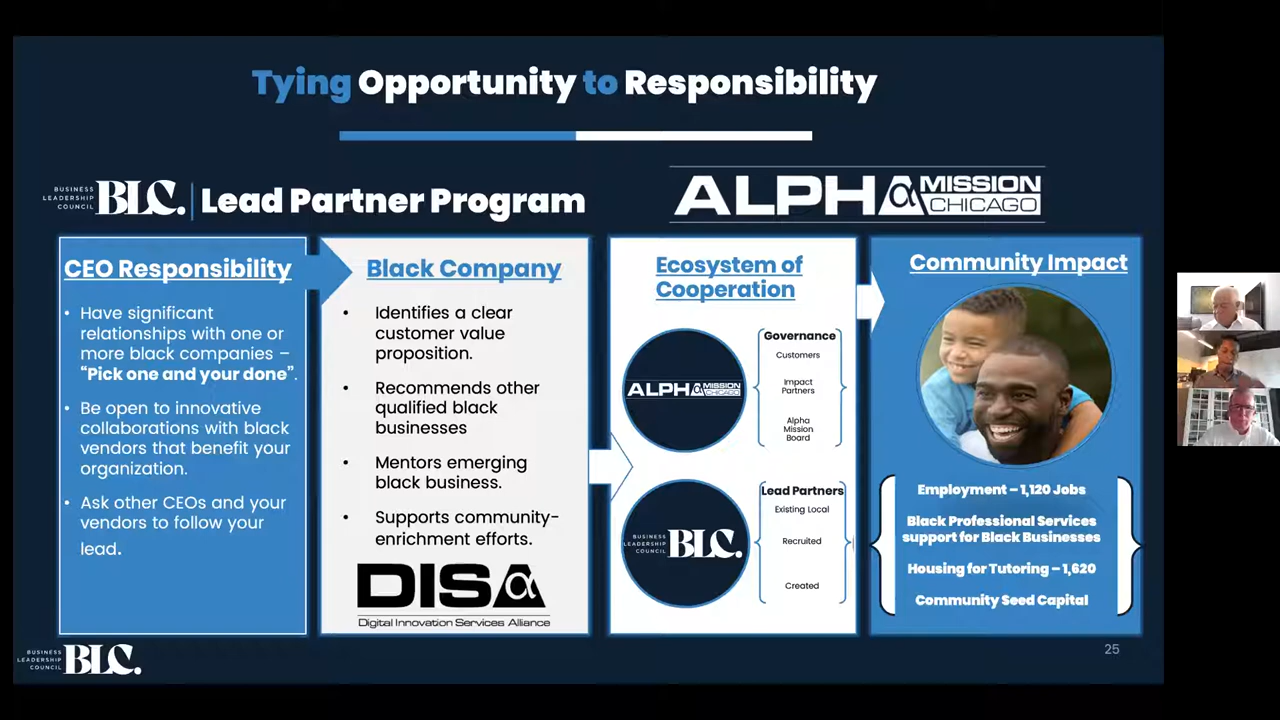 Tying Opportunity to Responsibility
BUSINESS
LEADERSHIP
COUNCIL
BLC.
Lead Partner Program
ALPHA
MISSION
CHICAGO
CEO Responsibility
• Have significant
relationships with one or
more black companies –
"Pick one and your done".
• Be open to innovative
collaborations with black
vendors that benefit your
organization.
• Ask other CEOs and your
vendors to follow your
lead.
Black Company
• Identifies a clear
customer value
proposition.
• Recommends other
qualified black
businesses
• Mentors emerging
black business.
• Supports community-
enrichment efforts.
DISα
Digital Innovation Services Alliance
Ecosystem of
Cooperation
ALPHA
MISSION
CHICAGO
Governance
Customers
Impact
Partners
Alpha
Mission
Board
BUSINESS
LEADERSHIP
COUNCIL
BLC.
Lead Partners
Existing Local
Recruited
Created
Community Impact
Employment – 1,120 Jobs
Black Professional Services
support for Black Businesses
Housing for Tutoring – 1,620
Community Seed Capital
BUSINESS
LEADERSHIP
COUNCIL
BLC.
25